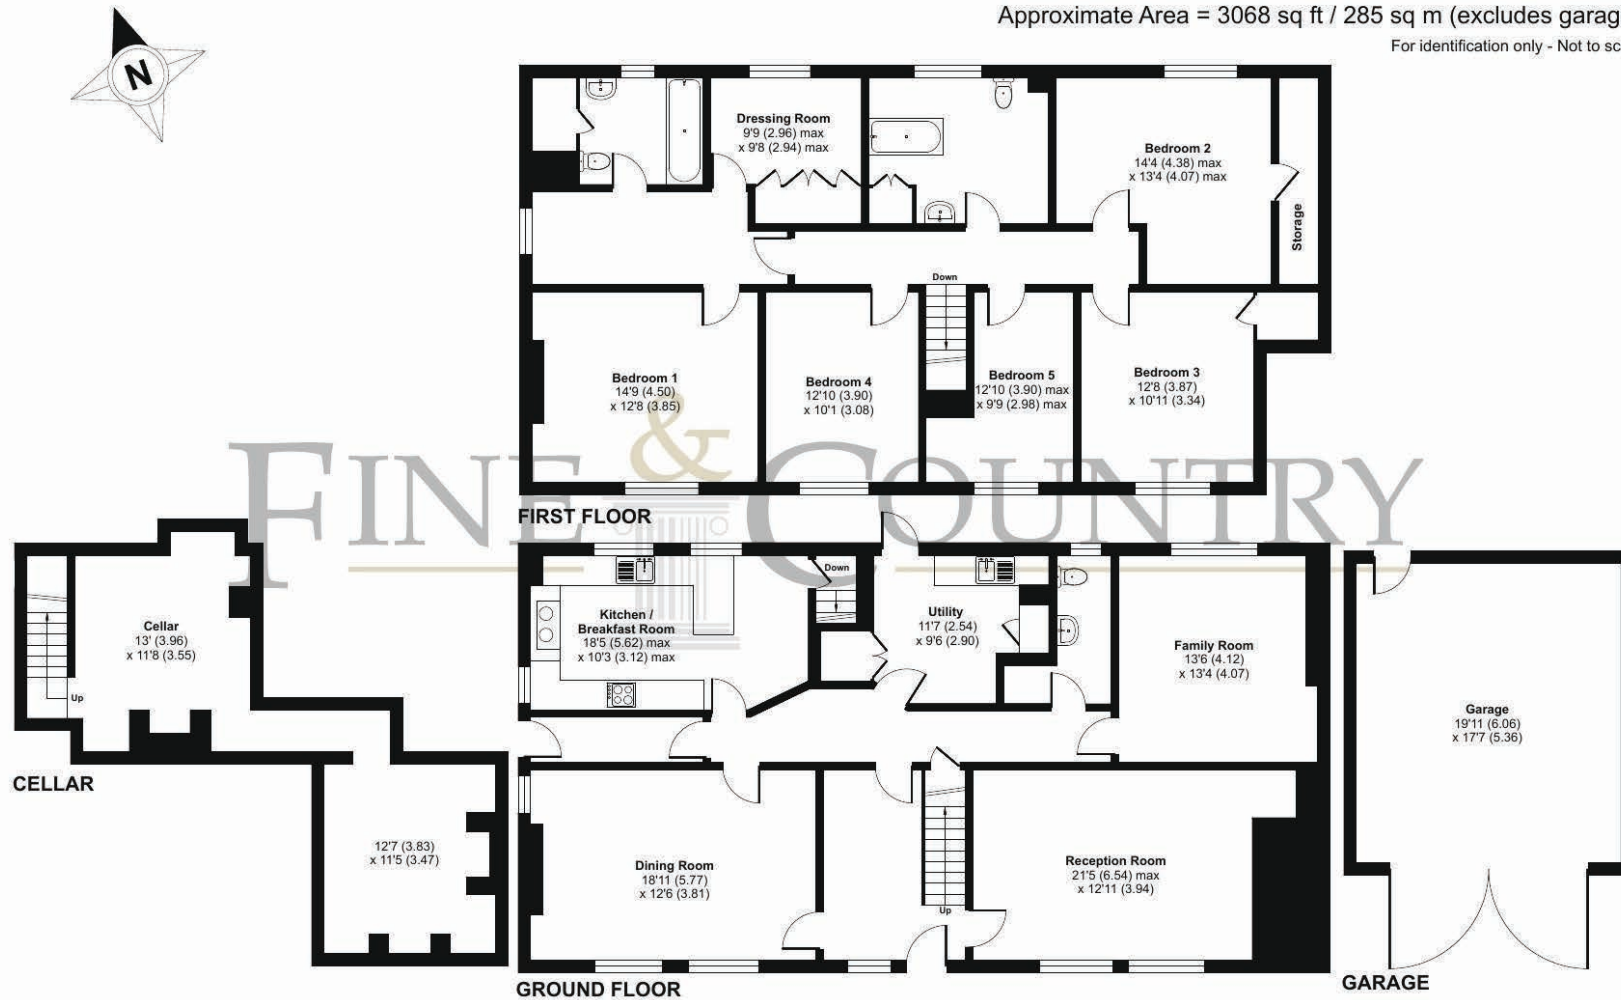 Approximate Area = 3068 sq ft / 285 sq m (excludes garag
For identification only - Not to sc
N
Dressing Room
9'9 (2.96) max
x 9'8 (2.94) max
Bedroom 2
14'4 (4.38) max
x 13'4 (4.07) max
Storage
Down
Bedroom 1
14'9 (4.50)
x 12'8 (3.85)
Bedroom 4
12'10 (3.90)
x 10'1 (3.08)
Bedroom 5
12'10 (3.90) max
x 9'9 (2.98) max
Bedroom 3
12'8 (3.87)
x 10'11 (3.34)
FINE & COUNTRY
FIRST FLOOR
Cellar
13' (3.96)
x 11'8 (3.55)
Up
CELLAR
12'7 (3.83)
x 11'5 (3.47)
Kitchen /
Breakfast Room
18'5 (5.62) max
x 10'3 (3.12) max
Down
Utility
11'7 (2.54)
x 9'6 (2.90)
Family Room
13'6 (4.12)
x 13'4 (4.07)
Garage
19'11 (6.06)
x 17'7 (5.36)
Dining Room
18'11 (5.77)
x 12'6 (3.81)
Up
Reception Room
21'5 (6.54) max
x 12'11 (3.94)
GROUND FLOOR
GARAGE